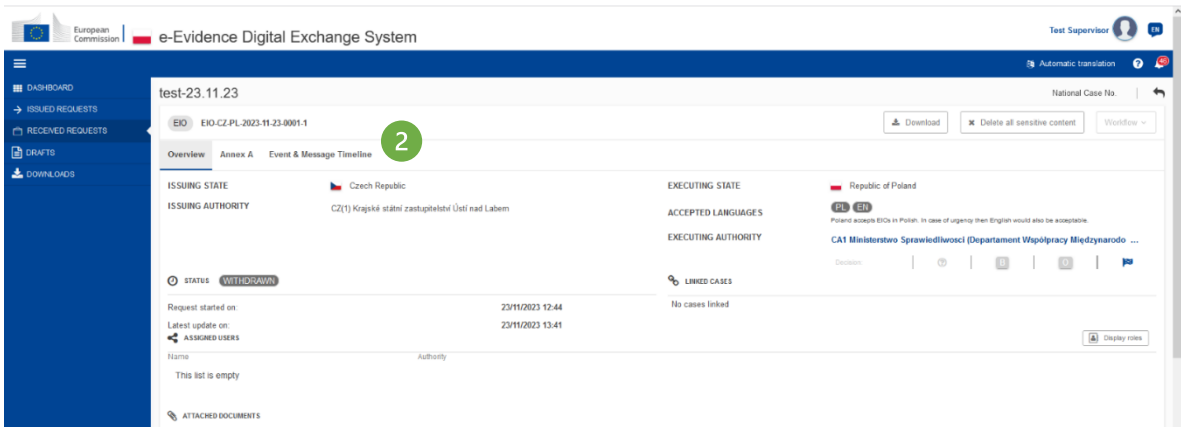 European Commission
e-Evidence Digital Exchange System
Test Supervisor
EN
Automatic translation
?
DASHBOARD
ISSUED REQUESTS
RECEIVED REQUESTS
DRAFTS
DOWNLOADS
test-23.11.23
National Case No.
EIO EIO-CZ-PL-2023-11-23-0001-1
Download
Delete all sensitive content
Workflow
2
Overview Annex A Event & Message Timeline
ISSUING STATE Czech Republic
ISSUING AUTHORITY CZ(1) Krajské státní zastupitelství Ústí nad Labem
EXECUTING STATE Republic of Poland
ACCEPTED LANGUAGES PL EN
Poland accepts EIOs in Polish. In case of urgency then English would also be acceptable.
EXECUTING AUTHORITY CA1 Ministerstwo Sprawiedliwosci (Departament Współpracy Międzynarodo ...
Decision
STATUS WITHDRAWN
Request started on: 23/11/2023 12:44
Latest update on: 23/11/2023 13:41
LINKED CASES
No cases linked
ASSIGNED USERS
Display roles
Name Authority
This list is empty
ATTACHED DOCUMENTS